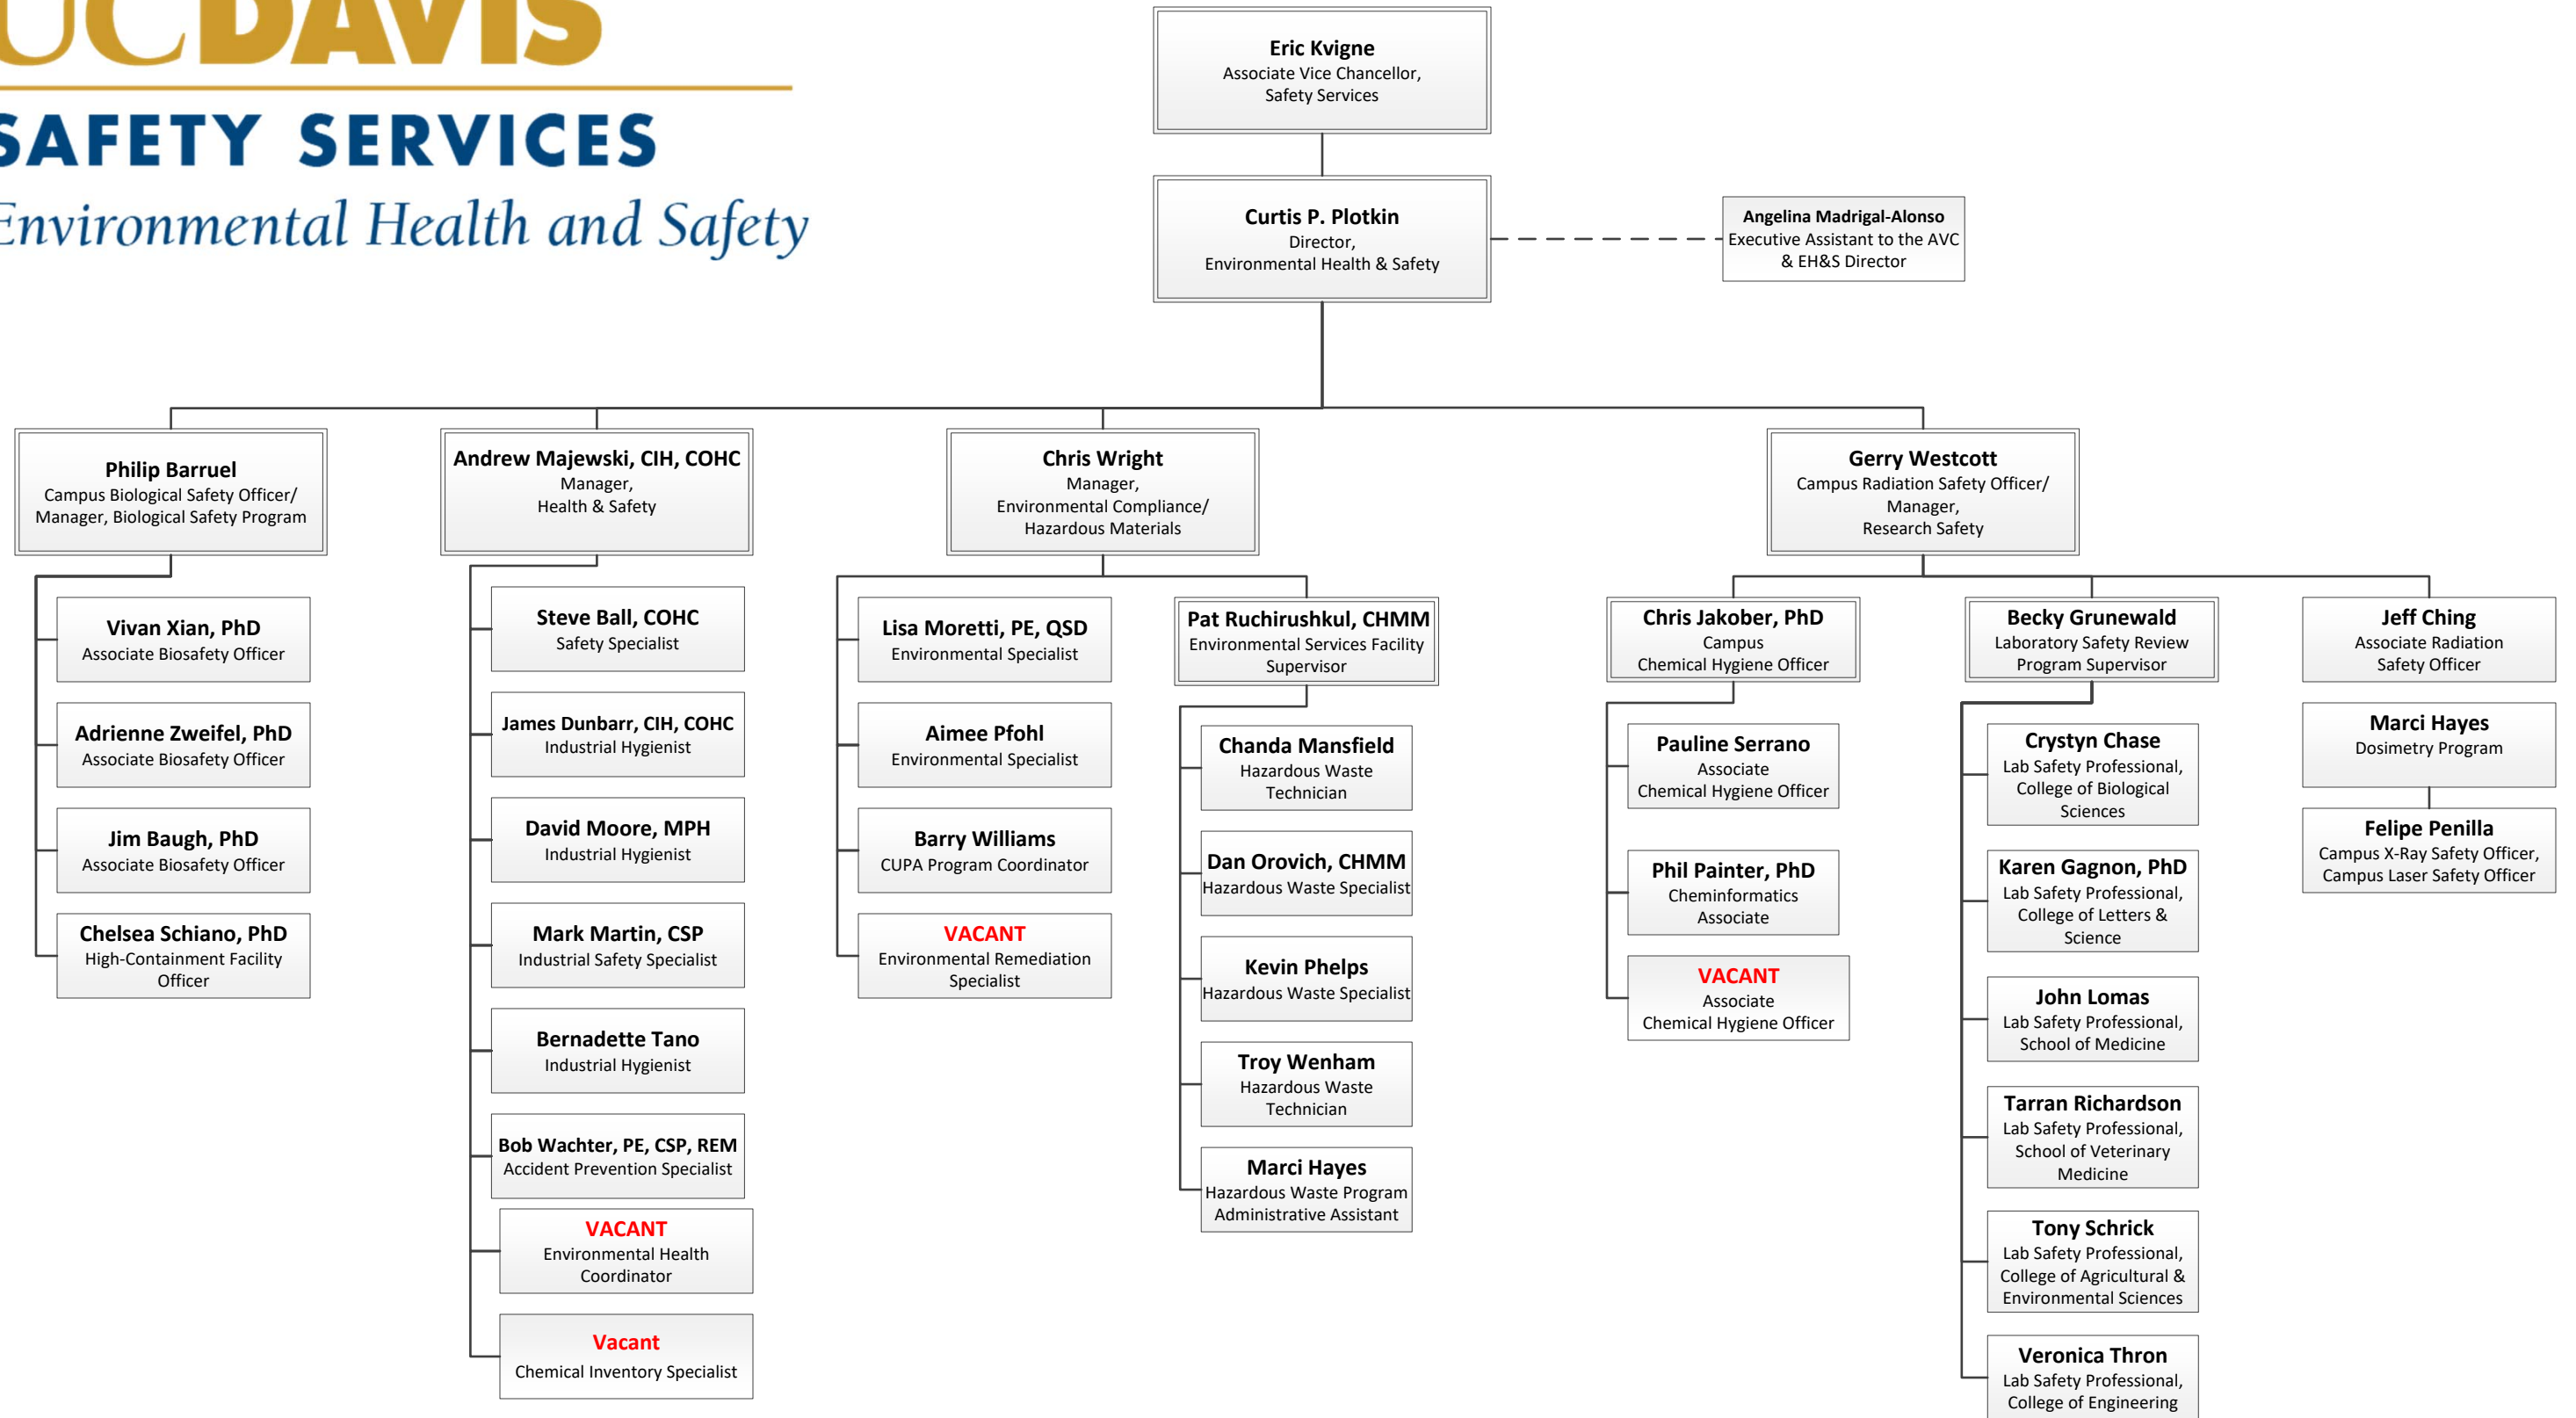 UC DAVIS
SAFETY SERVICES
Environmental Health and Safety
Eric Kvigne
Associate Vice Chancellor,
Safety Services
Curtis P. Plotkin
Director,
Environmental Health & Safety
Angelina Madrigal-Alonso
Executive Assistant to the AVC
& EH&S Director
Philip Barruel
Campus Biological Safety Officer/
Manager, Biological Safety Program
Vivan Xian, PhD
Associate Biosafety Officer
Adrienne Zweifel, PhD
Associate Biosafety Officer
Jim Baugh, PhD
Associate Biosafety Officer
Chelsea Schiano, PhD
High-Containment Facility
Officer
Andrew Majewski, CIH, COHC
Manager,
Health & Safety
Steve Ball, COHC
Safety Specialist
James Dunbarr, CIH, COHC
Industrial Hygienist
David Moore, MPH
Industrial Hygienist
Mark Martin, CSP
Industrial Safety Specialist
Bernadette Tano
Industrial Hygienist
Bob Wachter, PE, CSP, REM
Accident Prevention Specialist
VACANT
Environmental Health
Coordinator
Vacant
Chemical Inventory Specialist
Chris Wright
Manager,
Environmental Compliance/
Hazardous Materials
Lisa Moretti, PE, QSD
Environmental Specialist
Aimee Pfohl
Environmental Specialist
Barry Williams
CUPA Program Coordinator
VACANT
Environmental Remediation
Specialist
Pat Ruchirushkul, CHMM
Environmental Services Facility
Supervisor
Chanda Mansfield
Hazardous Waste
Technician
Dan Orovich, CHMM
Hazardous Waste Specialist
Kevin Phelps
Hazardous Waste Specialist
Troy Wenham
Hazardous Waste
Technician
Marci Hayes
Hazardous Waste Program
Administrative Assistant
Gerry Westcott
Campus Radiation Safety Officer/
Manager,
Research Safety
Chris Jakober, PhD
Campus
Chemical Hygiene Officer
Pauline Serrano
Associate
Chemical Hygiene Officer
Phil Painter, PhD
Cheminformatics
Associate
VACANT
Associate
Chemical Hygiene Officer
Becky Grunewald
Laboratory Safety Review
Program Supervisor
Crystyn Chase
Lab Safety Professional,
College of Biological
Sciences
Karen Gagnon, PhD
Lab Safety Professional,
College of Letters &
Science
John Lomas
Lab Safety Professional,
School of Medicine
Tarran Richardson
Lab Safety Professional,
School of Veterinary
Medicine
Tony Schrick
Lab Safety Professional,
College of Agricultural &
Environmental Sciences
Veronica Thron
Lab Safety Professional,
College of Engineering
Jeff Ching
Associate Radiation
Safety Officer
Marci Hayes
Dosimetry Program
Felipe Penilla
Campus X-Ray Safety Officer,
Campus Laser Safety Officer